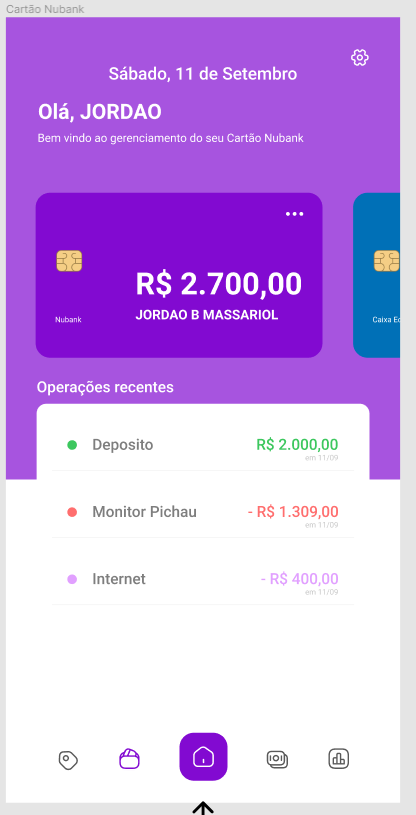 Cartão Nubank
Sábado, 11 de Setembro
Olá, JORDAO
Bem vindo ao gerenciamento do seu Cartão Nubank
R$ 2.700,00
Nubank
JORDAO B MASSARIOL
Caixa Ec
Operações recentes
Deposito
R$ 2.000,00
em 11/09
Monitor Pichau
- R$ 1.309,00
em 11/09
Internet
- R$ 400,00
em 11/09